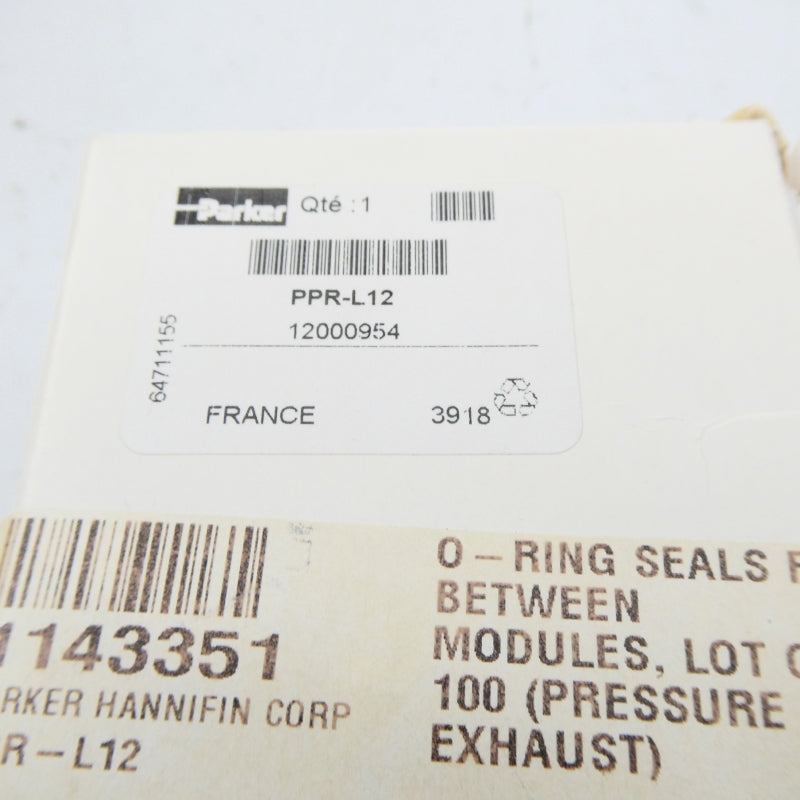 Parker Qté : 1
PPR-L12
12000954
64711155
FRANCE 3918
1143351
RKER HANNIFIN CORP
R-L12
O-RING SEALS
BETWEEN
MODULES, LOT
100 (PRESSURE
EXHAUST)